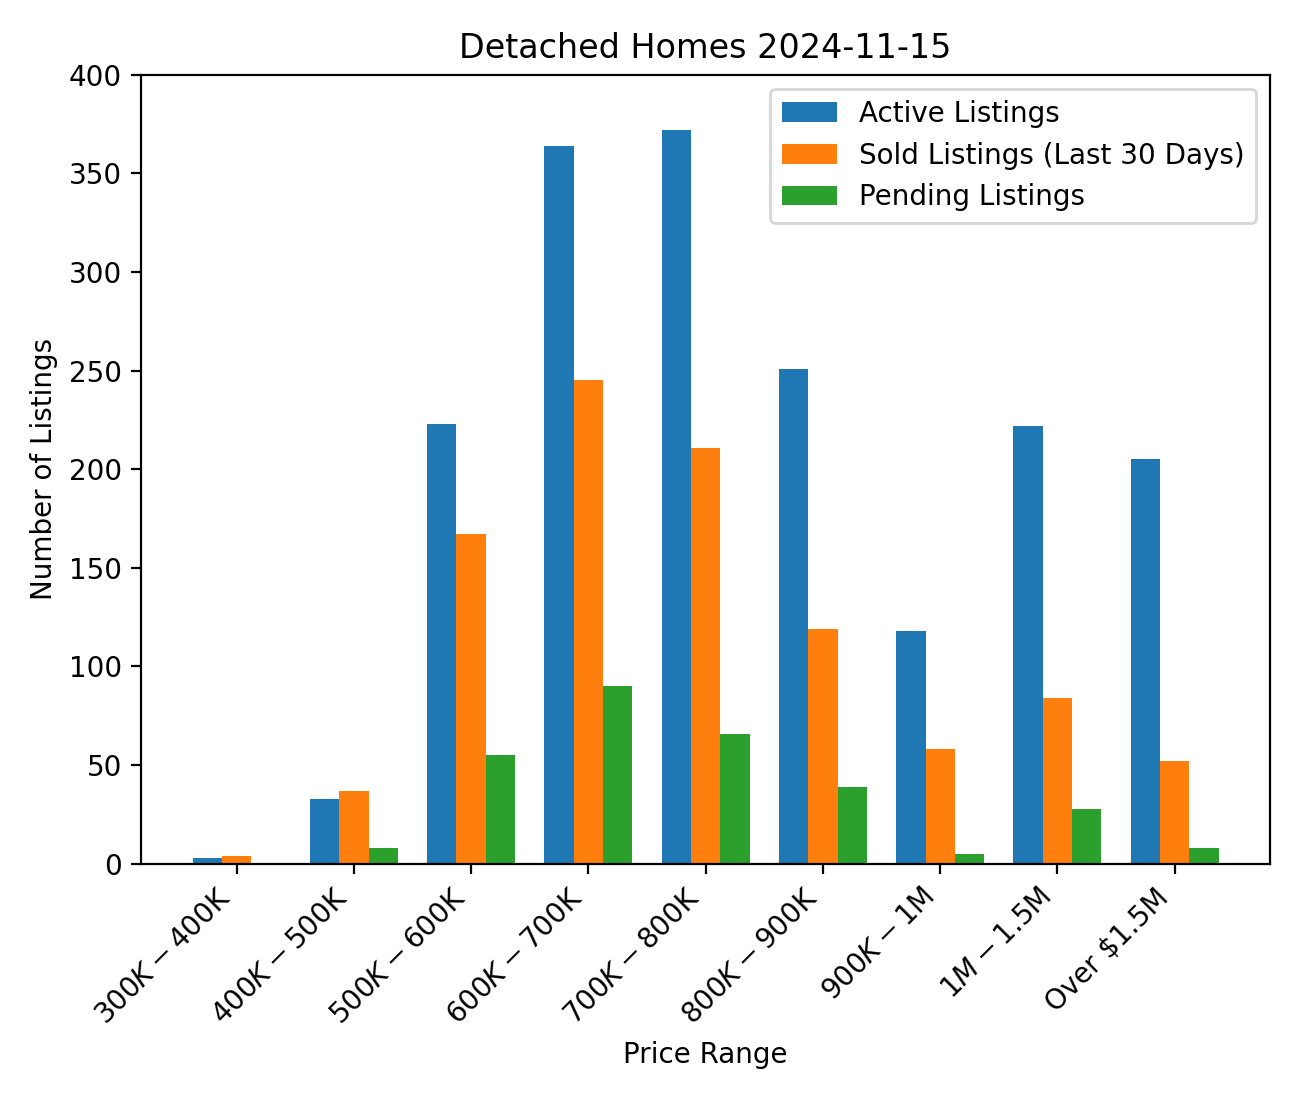 Detached Homes 2024-11-15
400
350
300
250
200
150
100
50
0
Number of Listings
Active Listings
Sold Listings (Last 30 Days)
Pending Listings
300K − 400K
400K − 500K
500K − 600K
600K − 700K
700K − 800K
800K − 900K
900K − 1M
1M − 1.5M
Over $1.5M
Price Range